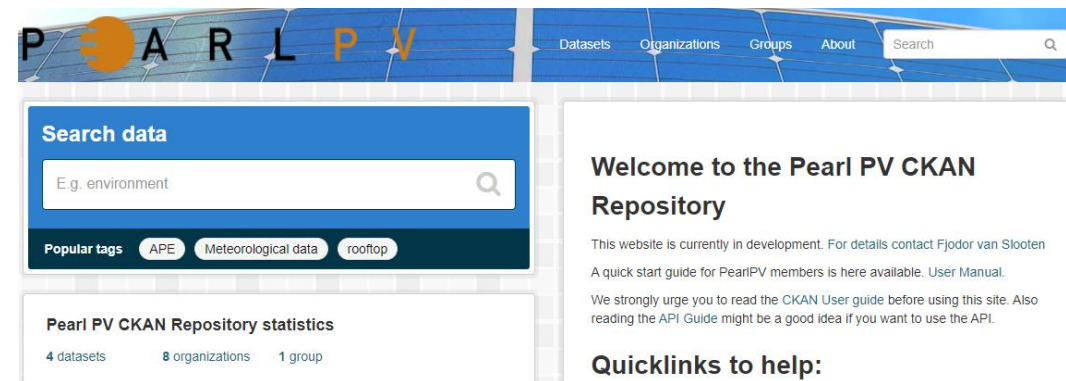 PEARL PV
Datasets Organizations Groups About Search
Search data
E.g. environment
Popular tags APE Meteorological data rooftop
Pearl PV CKAN Repository statistics
4 datasets 8 organizations 1 group
Welcome to the Pearl PV CKAN
Repository
This website is currently in development. For details contact Fjodor van Slooten
A quick start guide for PearlPV members is here available. User Manual.
We strongly urge you to read the CKAN User guide before using this site. Also
reading the API Guide might be a good idea if you want to use the API.
Quicklinks to help: